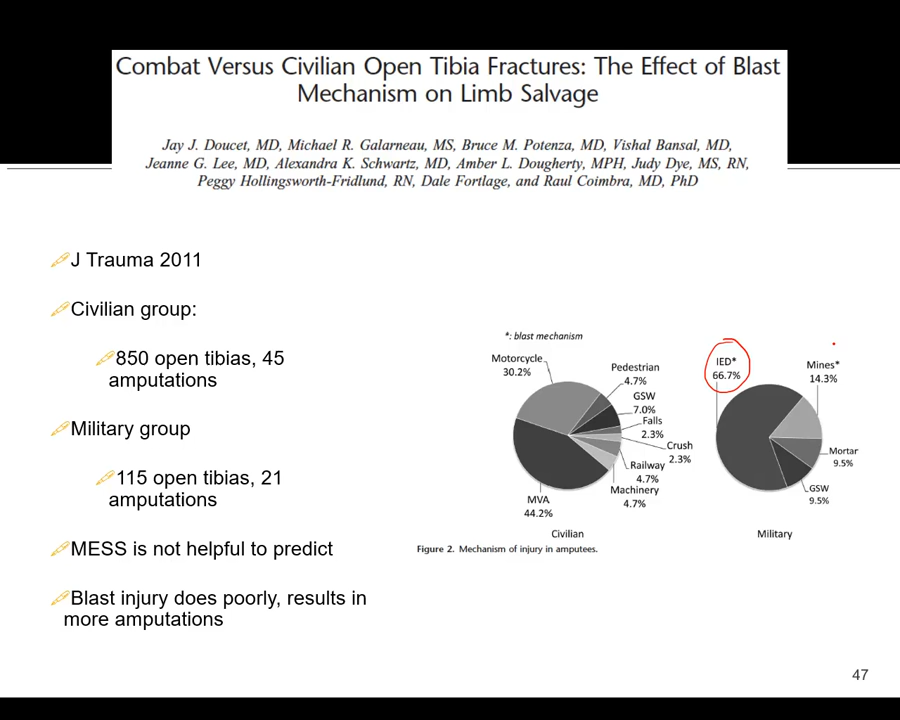 Combat Versus Civilian Open Tibia Fractures: The Effect of Blast
Mechanism on Limb Salvage
Jay J. Doucet, MD, Michael R. Galarneau, MS, Bruce M. Potenza, MD, Vishal Bansal, MD,
Jeanne G. Lee, MD, Alexandra K. Schwartz, MD, Amber L. Dougherty, MPH, Judy Dye, MS, RN,
Peggy Hollingsworth-Fridlund, RN, Dale Fortlage, and Raul Coimbra, MD, PhD
J Trauma 2011
Civilian group:
850 open tibias, 45
amputations
Military group
115 open tibias, 21
amputations
MESS is not helpful to predict
Blast injury does poorly, results in
more amputations
*: blast mechanism
Motorcycle
30.2%
Pedestrian
4.7%
GSW
7.0%
Falls
2.3%
Crush
2.3%
Railway
4.7%
Machinery
4.7%
MVA
44.2%
Civilian
IED*
66.7%
Mines*
14.3%
Mortar
9.5%
GSW
9.5%
Military
Figure 2. Mechanism of injury in amputees.
47